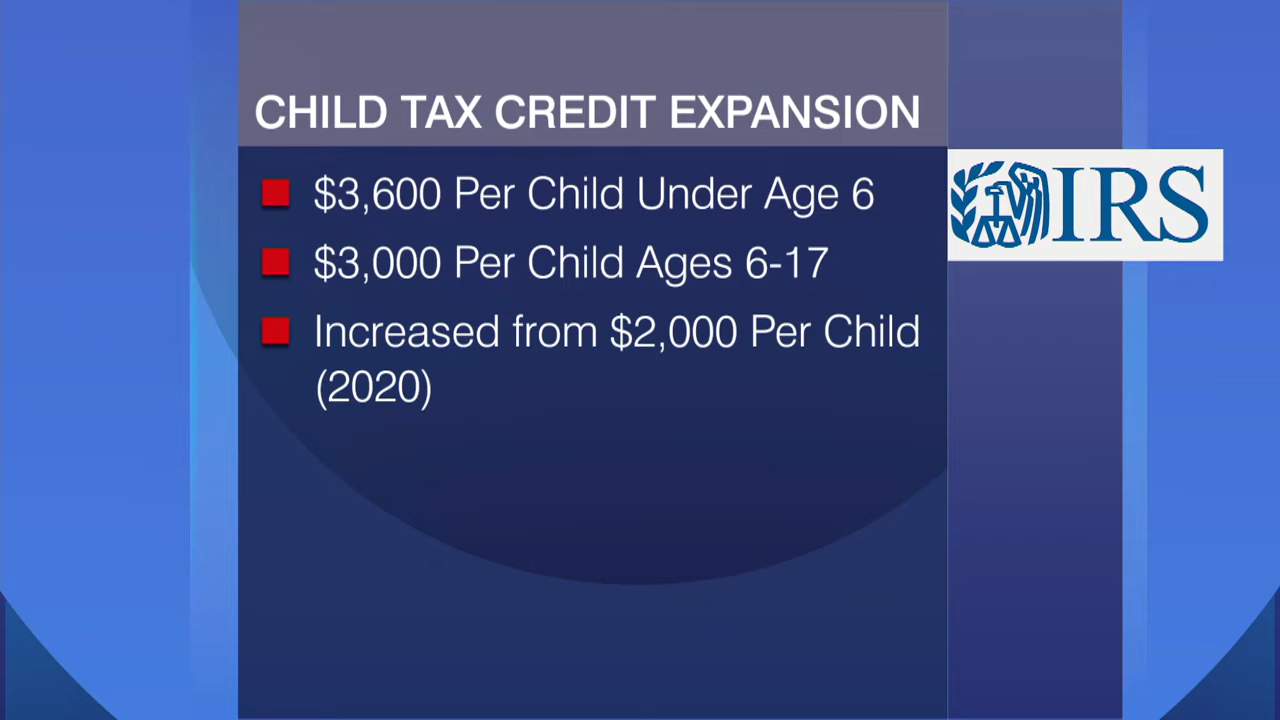 CHILD TAX CREDIT EXPANSION
$3,600 Per Child Under Age 6
$3,000 Per Child Ages 6-17
Increased from $2,000 Per Child
(2020)
IRS